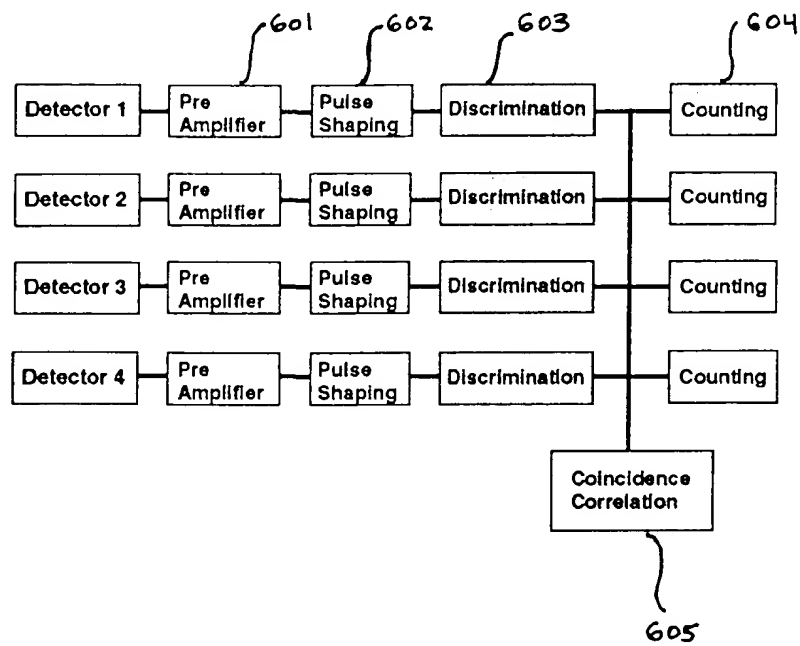 601 602 603 604
Detector 1 Pre Amplifier Pulse Shaping Discrimination Counting
Detector 2 Pre Amplifier Pulse Shaping Discrimination Counting
Detector 3 Pre Amplifier Pulse Shaping Discrimination Counting
Detector 4 Pre Amplifier Pulse Shaping Discrimination Counting
Coincidence
Correlation
605